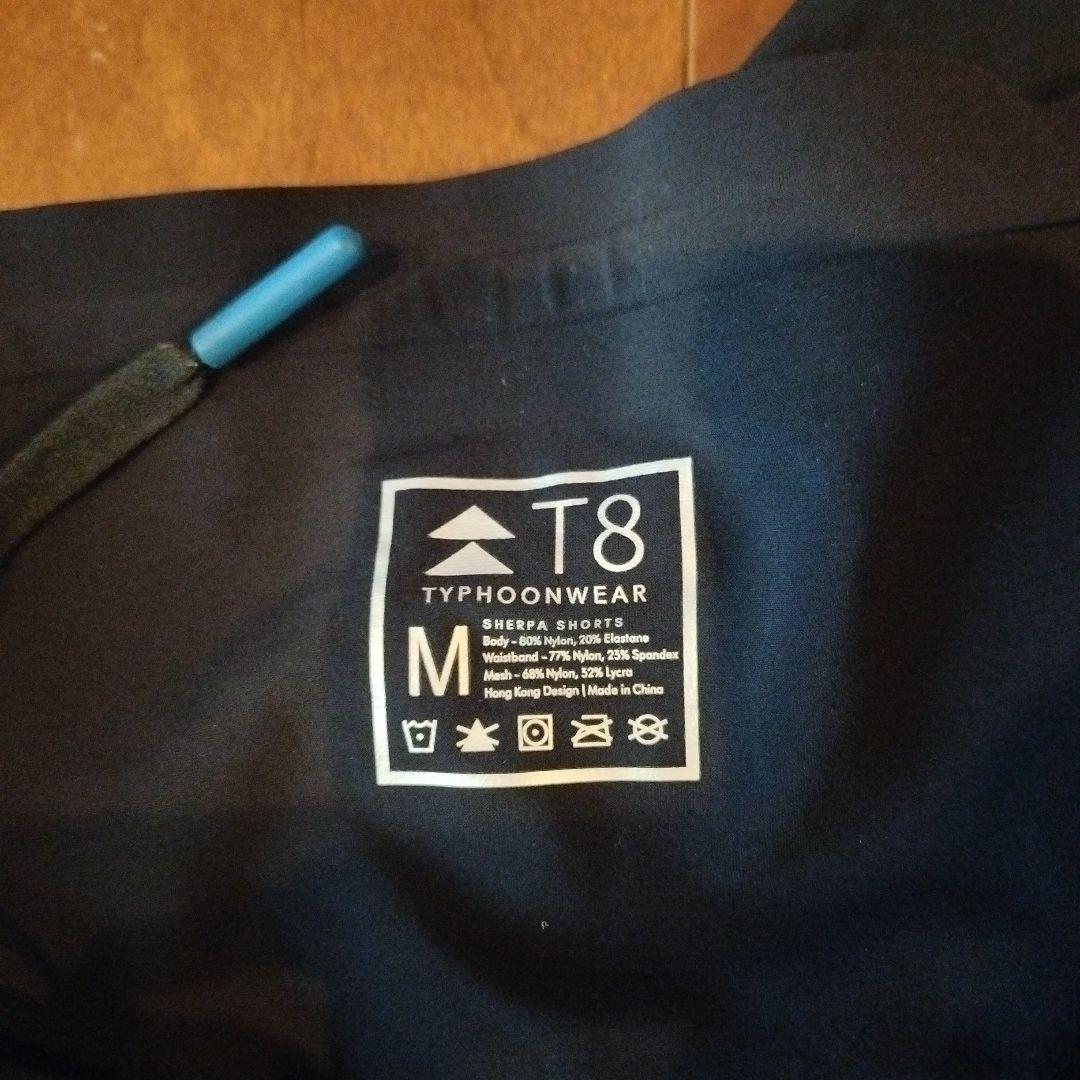 T8
TYPHOONWEAR
M
SHERPA SHORTS
Body - 80% Nylon, 20% Elastane
Waistband - 77% Nylon, 23% Spandex
Mesh - 68% Nylon, 32% Lycra
Hong Kong Design | Made in China